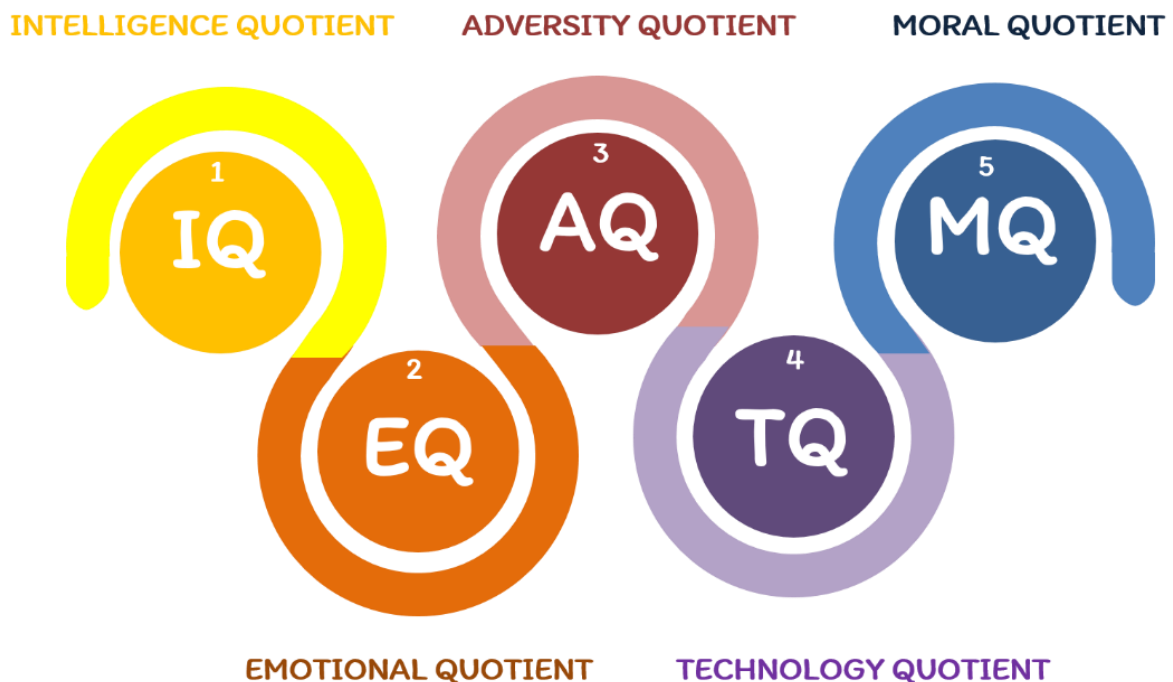 INTELLIGENCE QUOTIENT
ADVERSITY QUOTIENT
MORAL QUOTIENT
1
IQ
2
EQ
3
AQ
4
TQ
5
MQ
EMOTIONAL QUOTIENT
TECHNOLOGY QUOTIENT